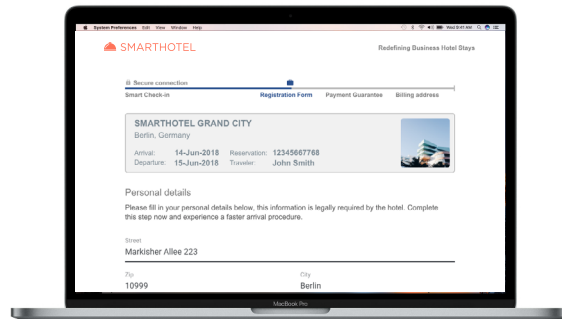 System Preferences Edit View Window Help Wed 9:41 AM
SMARTHOTEL Redefining Business Hotel Stays
Secure connection
Smart Check-in Registration Form Payment Guarantee Billing address
SMARTHOTEL GRAND CITY
Berlin, Germany
Arrival: 14-Jun-2018 Reservation: 12345667768
Departure: 15-Jun-2018 Traveler: John Smith
Personal details
Please fill in your personal details below, this information is legally required by the hotel. Complete
this step now and experience a faster arrival procedure.
Street
Markisher Allee 223
Zip City
10999 Berlin
MacBook Pro